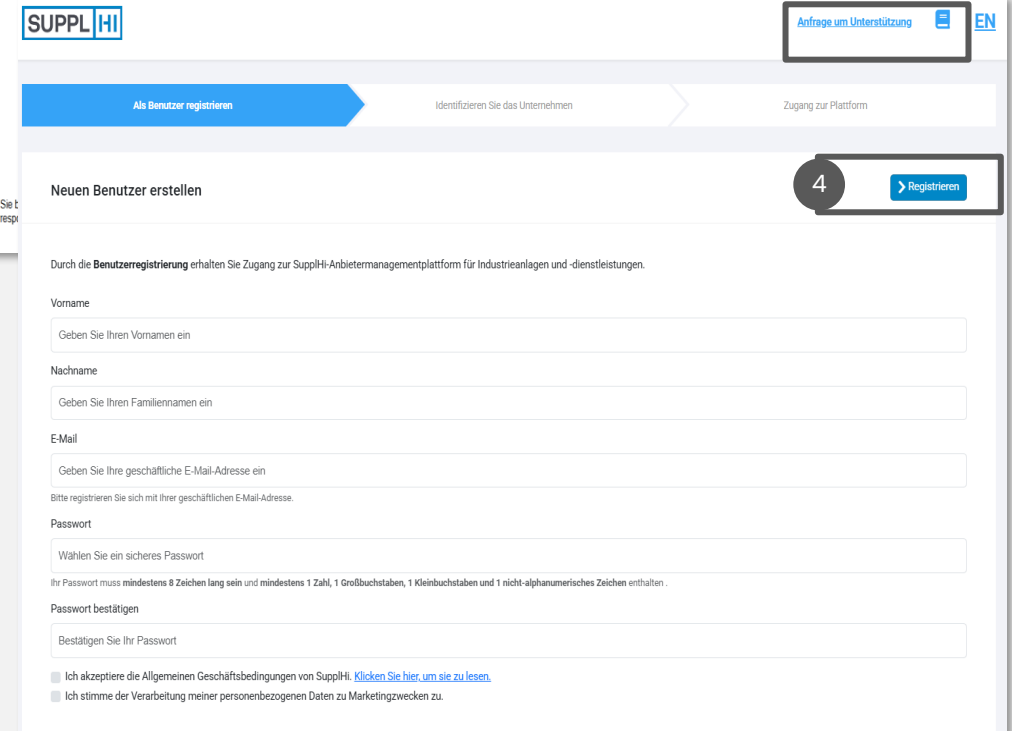 SUPPLHI
Anfrage um Unterstützung
EN
Als Benutzer registrieren
Identifizieren Sie das Unternehmen
Zugang zur Plattform
Neuen Benutzer erstellen
4
Registrieren
Sie
Durch die Benutzerregistrierung erhalten Sie Zugang zur SupplHi-Anbietermanagementplattform für Industrieanlagen und -dienstleistungen.
Vorname
Geben Sie Ihren Vornamen ein
Nachname
Geben Sie Ihren Familiennamen ein
E-Mail
Geben Sie Ihre geschäftliche E-Mail-Adresse ein
Bitte registrieren Sie sich mit Ihrer geschäftlichen E-Mail-Adresse.
Passwort
Wählen Sie ein sicheres Passwort
Ihr Passwort muss mindestens 8 Zeichen lang sein und mindestens 1 Zahl, 1 Großbuchstaben, 1 Kleinbuchstaben und 1 nicht-alphanumerisches Zeichen enthalten .
Passwort bestätigen
Bestätigen Sie Ihr Passwort
Ich akzeptiere die Allgemeinen Geschäftsbedingungen von SupplHi. Klicken Sie hier, um sie zu lesen.
Ich stimme der Verarbeitung meiner personenbezogenen Daten zu Marketingzwecken zu.